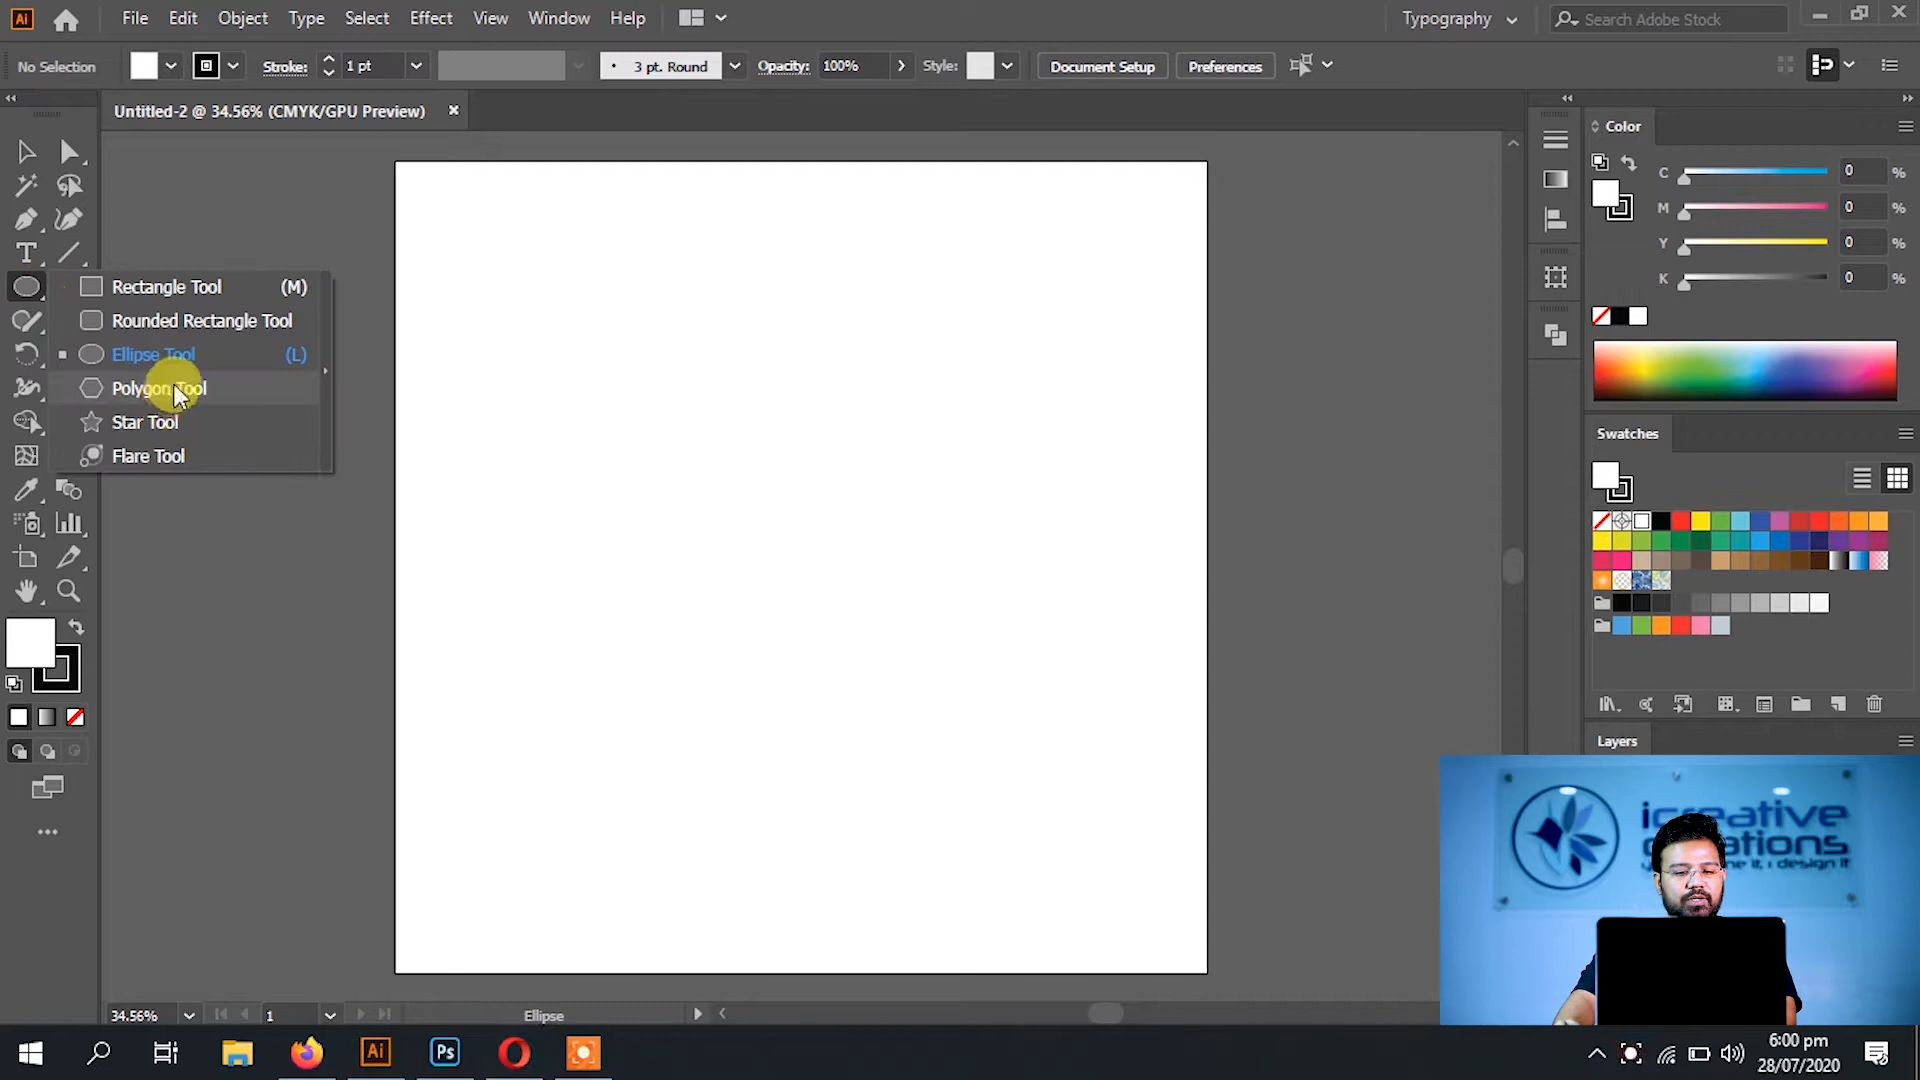 Ai File Edit Object Type Select Effect View Window Help Typography Search Adobe Stock
No Selection Stroke: 1 pt 3 pt. Round Opacity: 100% Style: Document Setup Preferences
Untitled-2 @ 34.56% (CMYK/GPU Preview)
Color
C 0 %
M 0 %
Y 0 %
K 0 %
Rectangle Tool (M)
Rounded Rectangle Tool
Ellipse Tool (L)
Polygon Tool
Star Tool
Flare Tool
Swatches
Layers
icreative
34.56% 1 Ellipse
Ai Ps
6:00 pm
28/07/2020